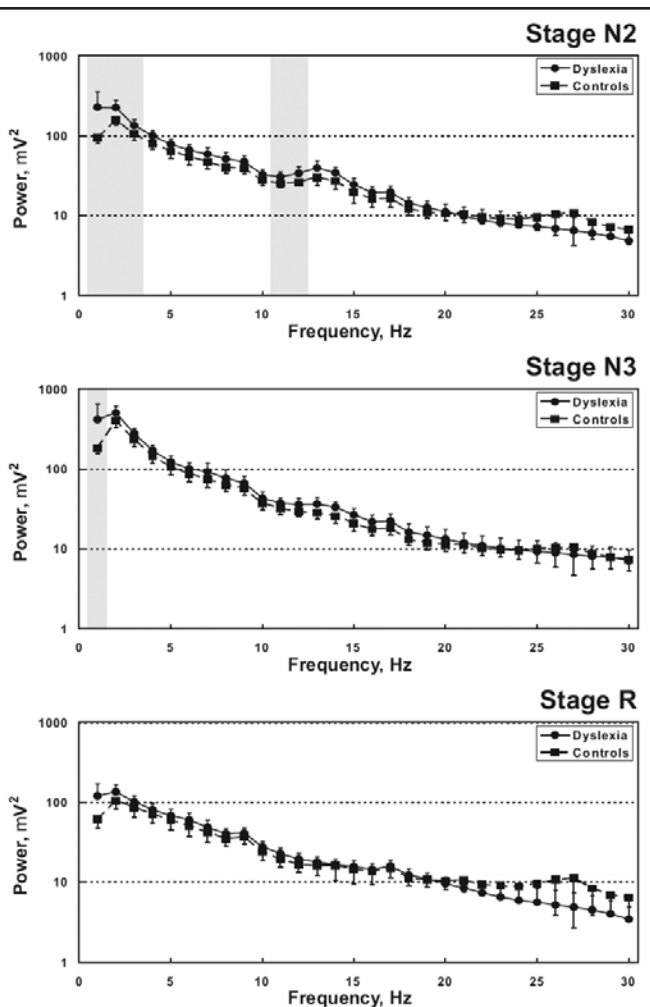 Stage N2
1000
100
10
1
Power, mV²
Dyslexia
Controls
0 5 10 15 20 25 30
Frequency, Hz
Stage N3
1000
100
10
1
Power, mV²
Dyslexia
Controls
0 5 10 15 20 25 30
Frequency, Hz
Stage R
1000
100
10
1
Power, mV²
Dyslexia
Controls
0 5 10 15 20 25 30
Frequency, Hz